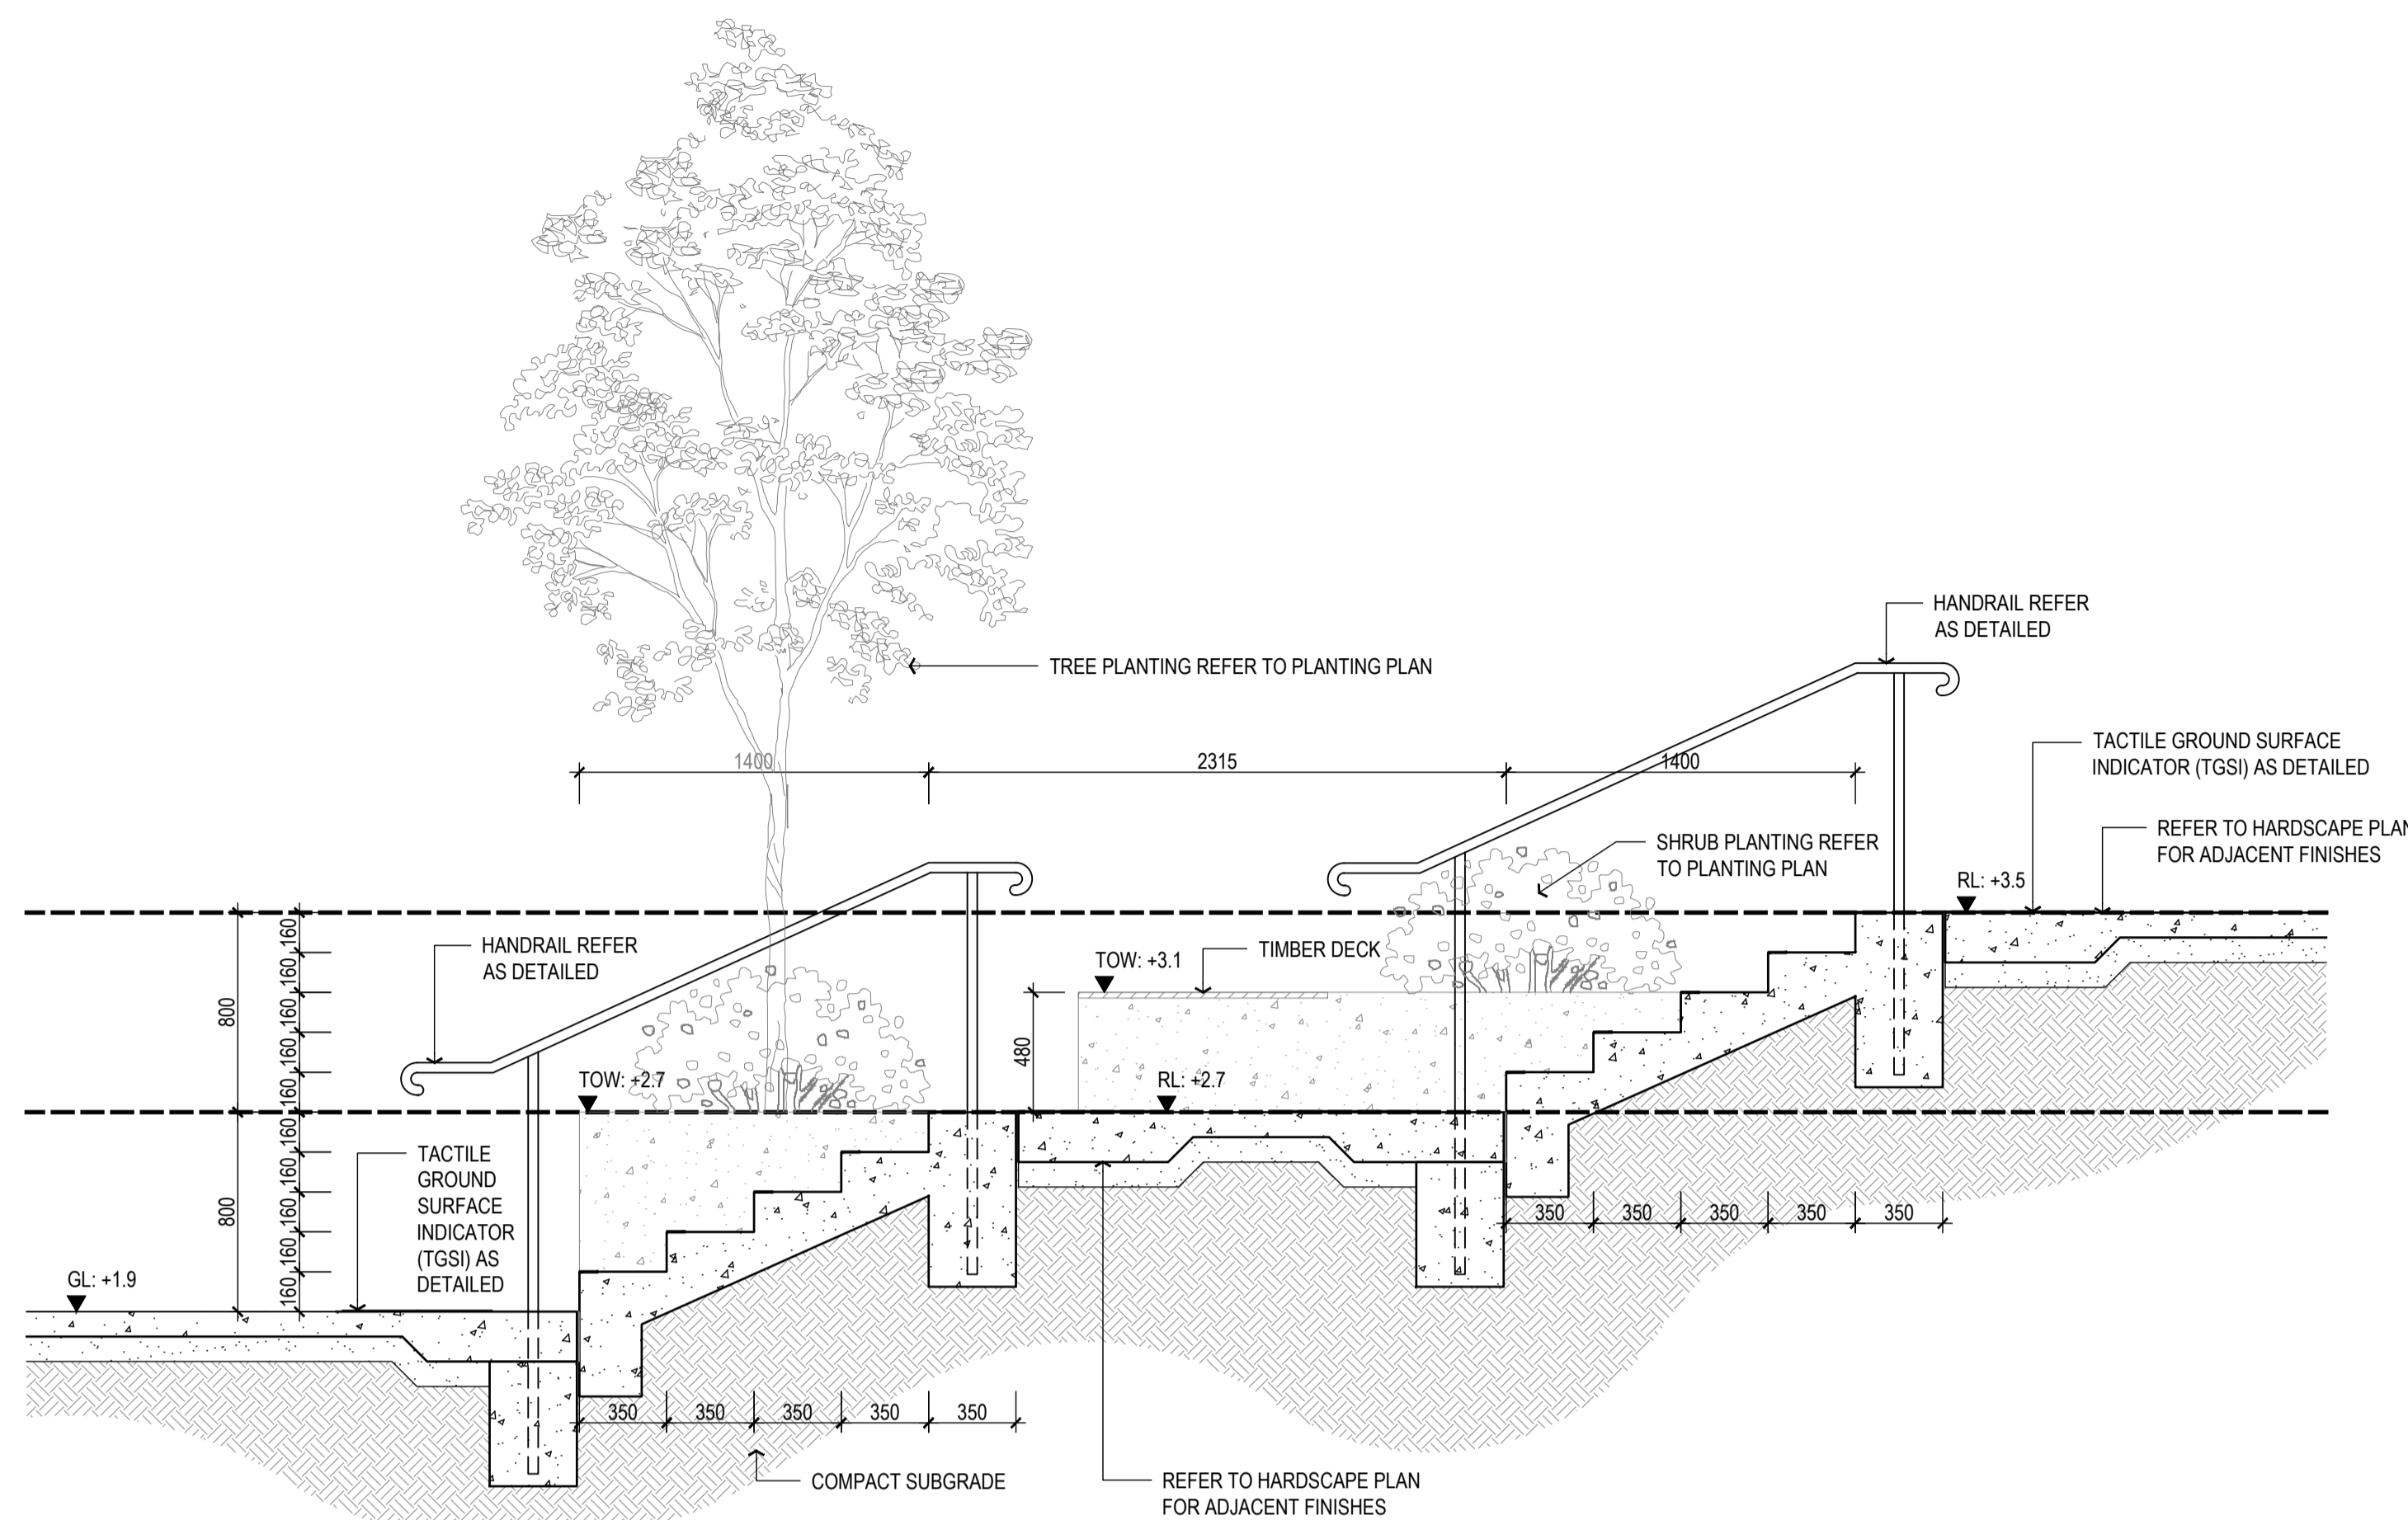 HANDRAIL REFER
AS DETAILED
TREE PLANTING REFER TO PLANTING PLAN
TACTILE GROUND SURFACE
INDICATOR (TGSI) AS DETAILED
1400
2315
1400
REFER TO HARDSCAPE PLAN
FOR ADJACENT FINISHES
SHRUB PLANTING REFER
TO PLANTING PLAN
RL: +3.5
HANDRAIL REFER
AS DETAILED
TIMBER DECK
TOW: +3.1
800
160
160
160
160
160
480
TOW: +2.7
RL: +2.7
800
160
160
160
160
160
TACTILE
GROUND
SURFACE
INDICATOR
(TGSI) AS
DETAILED
GL: +1.9
350
350
350
350
350
350
350
350
350
350
COMPACT SUBGRADE
REFER TO HARDSCAPE PLAN
FOR ADJACENT FINISHES